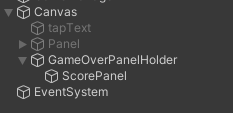 Canvas
tapText
Panel
GameOverPanelHolder
ScorePanel
EventSystem